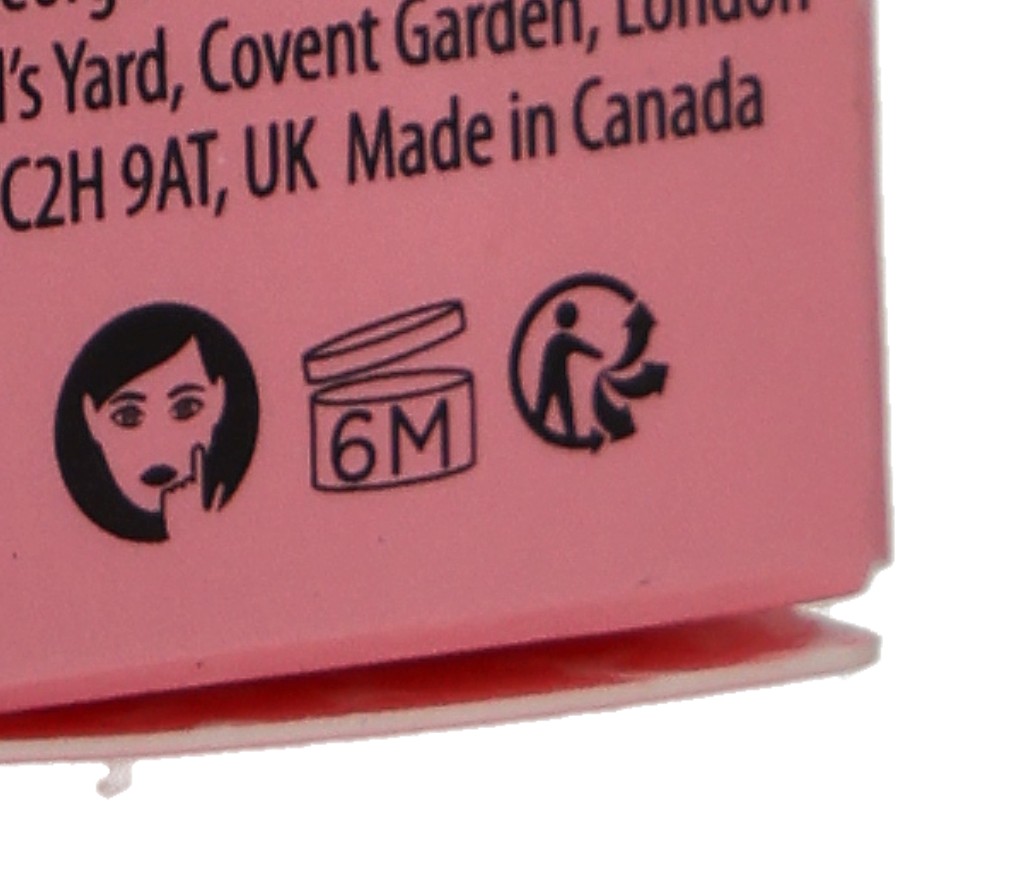 's Yard, Covent Garden, London
C2H 9AT, UK Made in Canada
6M